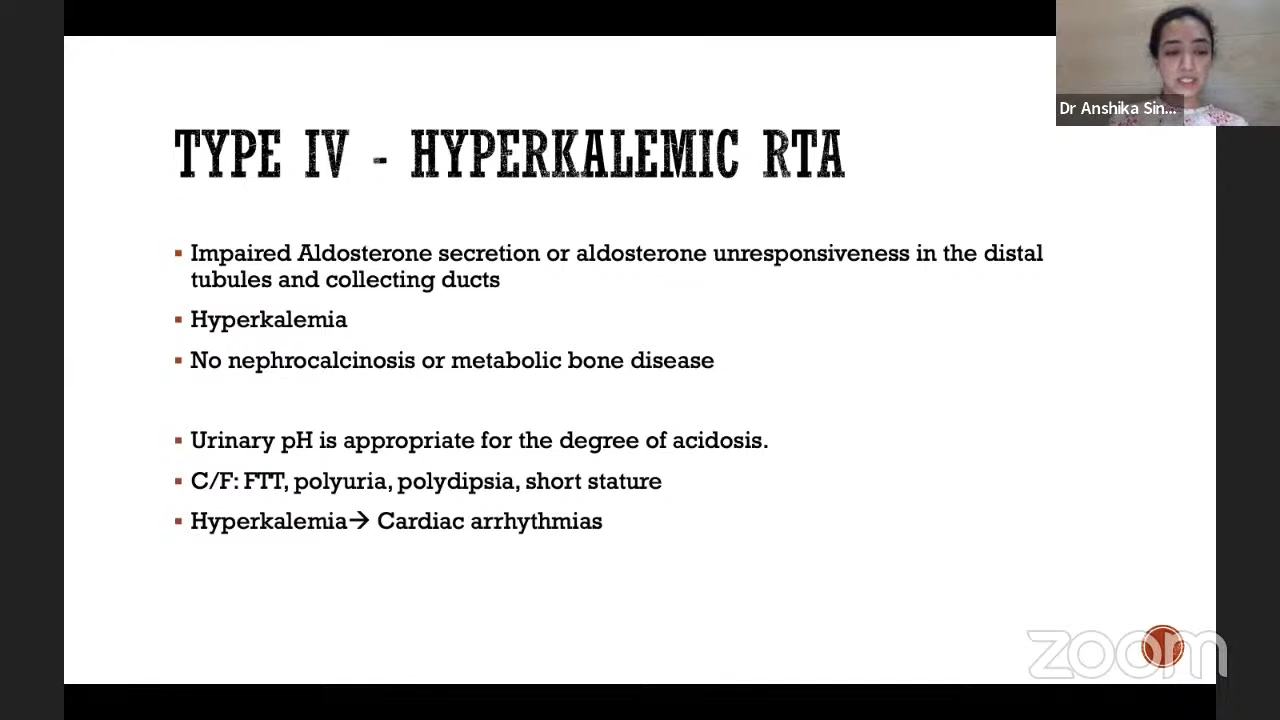 Dr Anshika Sin...
TYPE IV - HYPERKALEMIC RTA
▪ Impaired Aldosterone secretion or aldosterone unresponsiveness in the distal
tubules and collecting ducts
▪ Hyperkalemia
▪ No nephrocalcinosis or metabolic bone disease
▪ Urinary pH is appropriate for the degree of acidosis.
▪ C/F: FTT, polyuria, polydipsia, short stature
▪ Hyperkalemia→ Cardiac arrhythmias
zoom